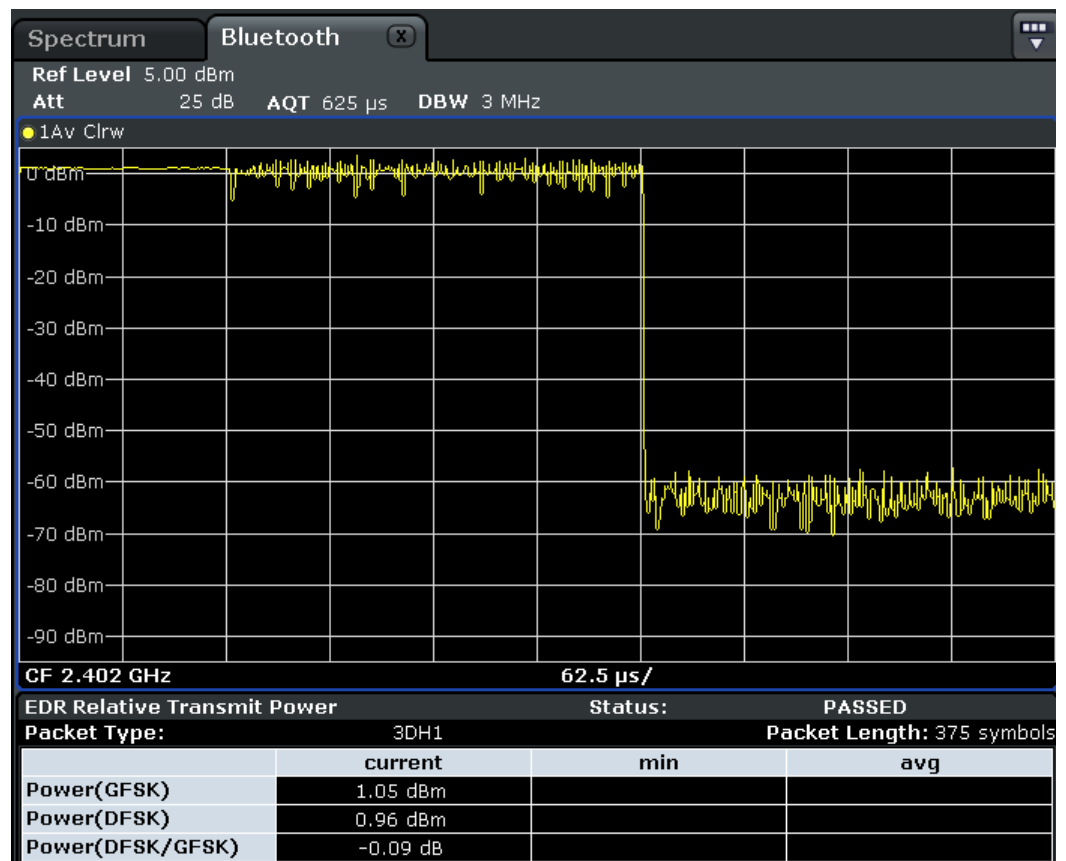 Spectrum Bluetooth X
Ref Level 5.00 dBm
Att 25 dB AQT 625 µs DBW 3 MHz
1Av Clrw
0 dBm
-10 dBm
-20 dBm
-30 dBm
-40 dBm
-50 dBm
-60 dBm
-70 dBm
-80 dBm
-90 dBm
CF 2.402 GHz 62.5 µs/
EDR Relative Transmit Power Status: PASSED
Packet Type: 3DH1 Packet Length: 375 symbols
current min avg
Power(GFSK) 1.05 dBm
Power(DFSK) 0.96 dBm
Power(DFSK/GFSK) -0.09 dB